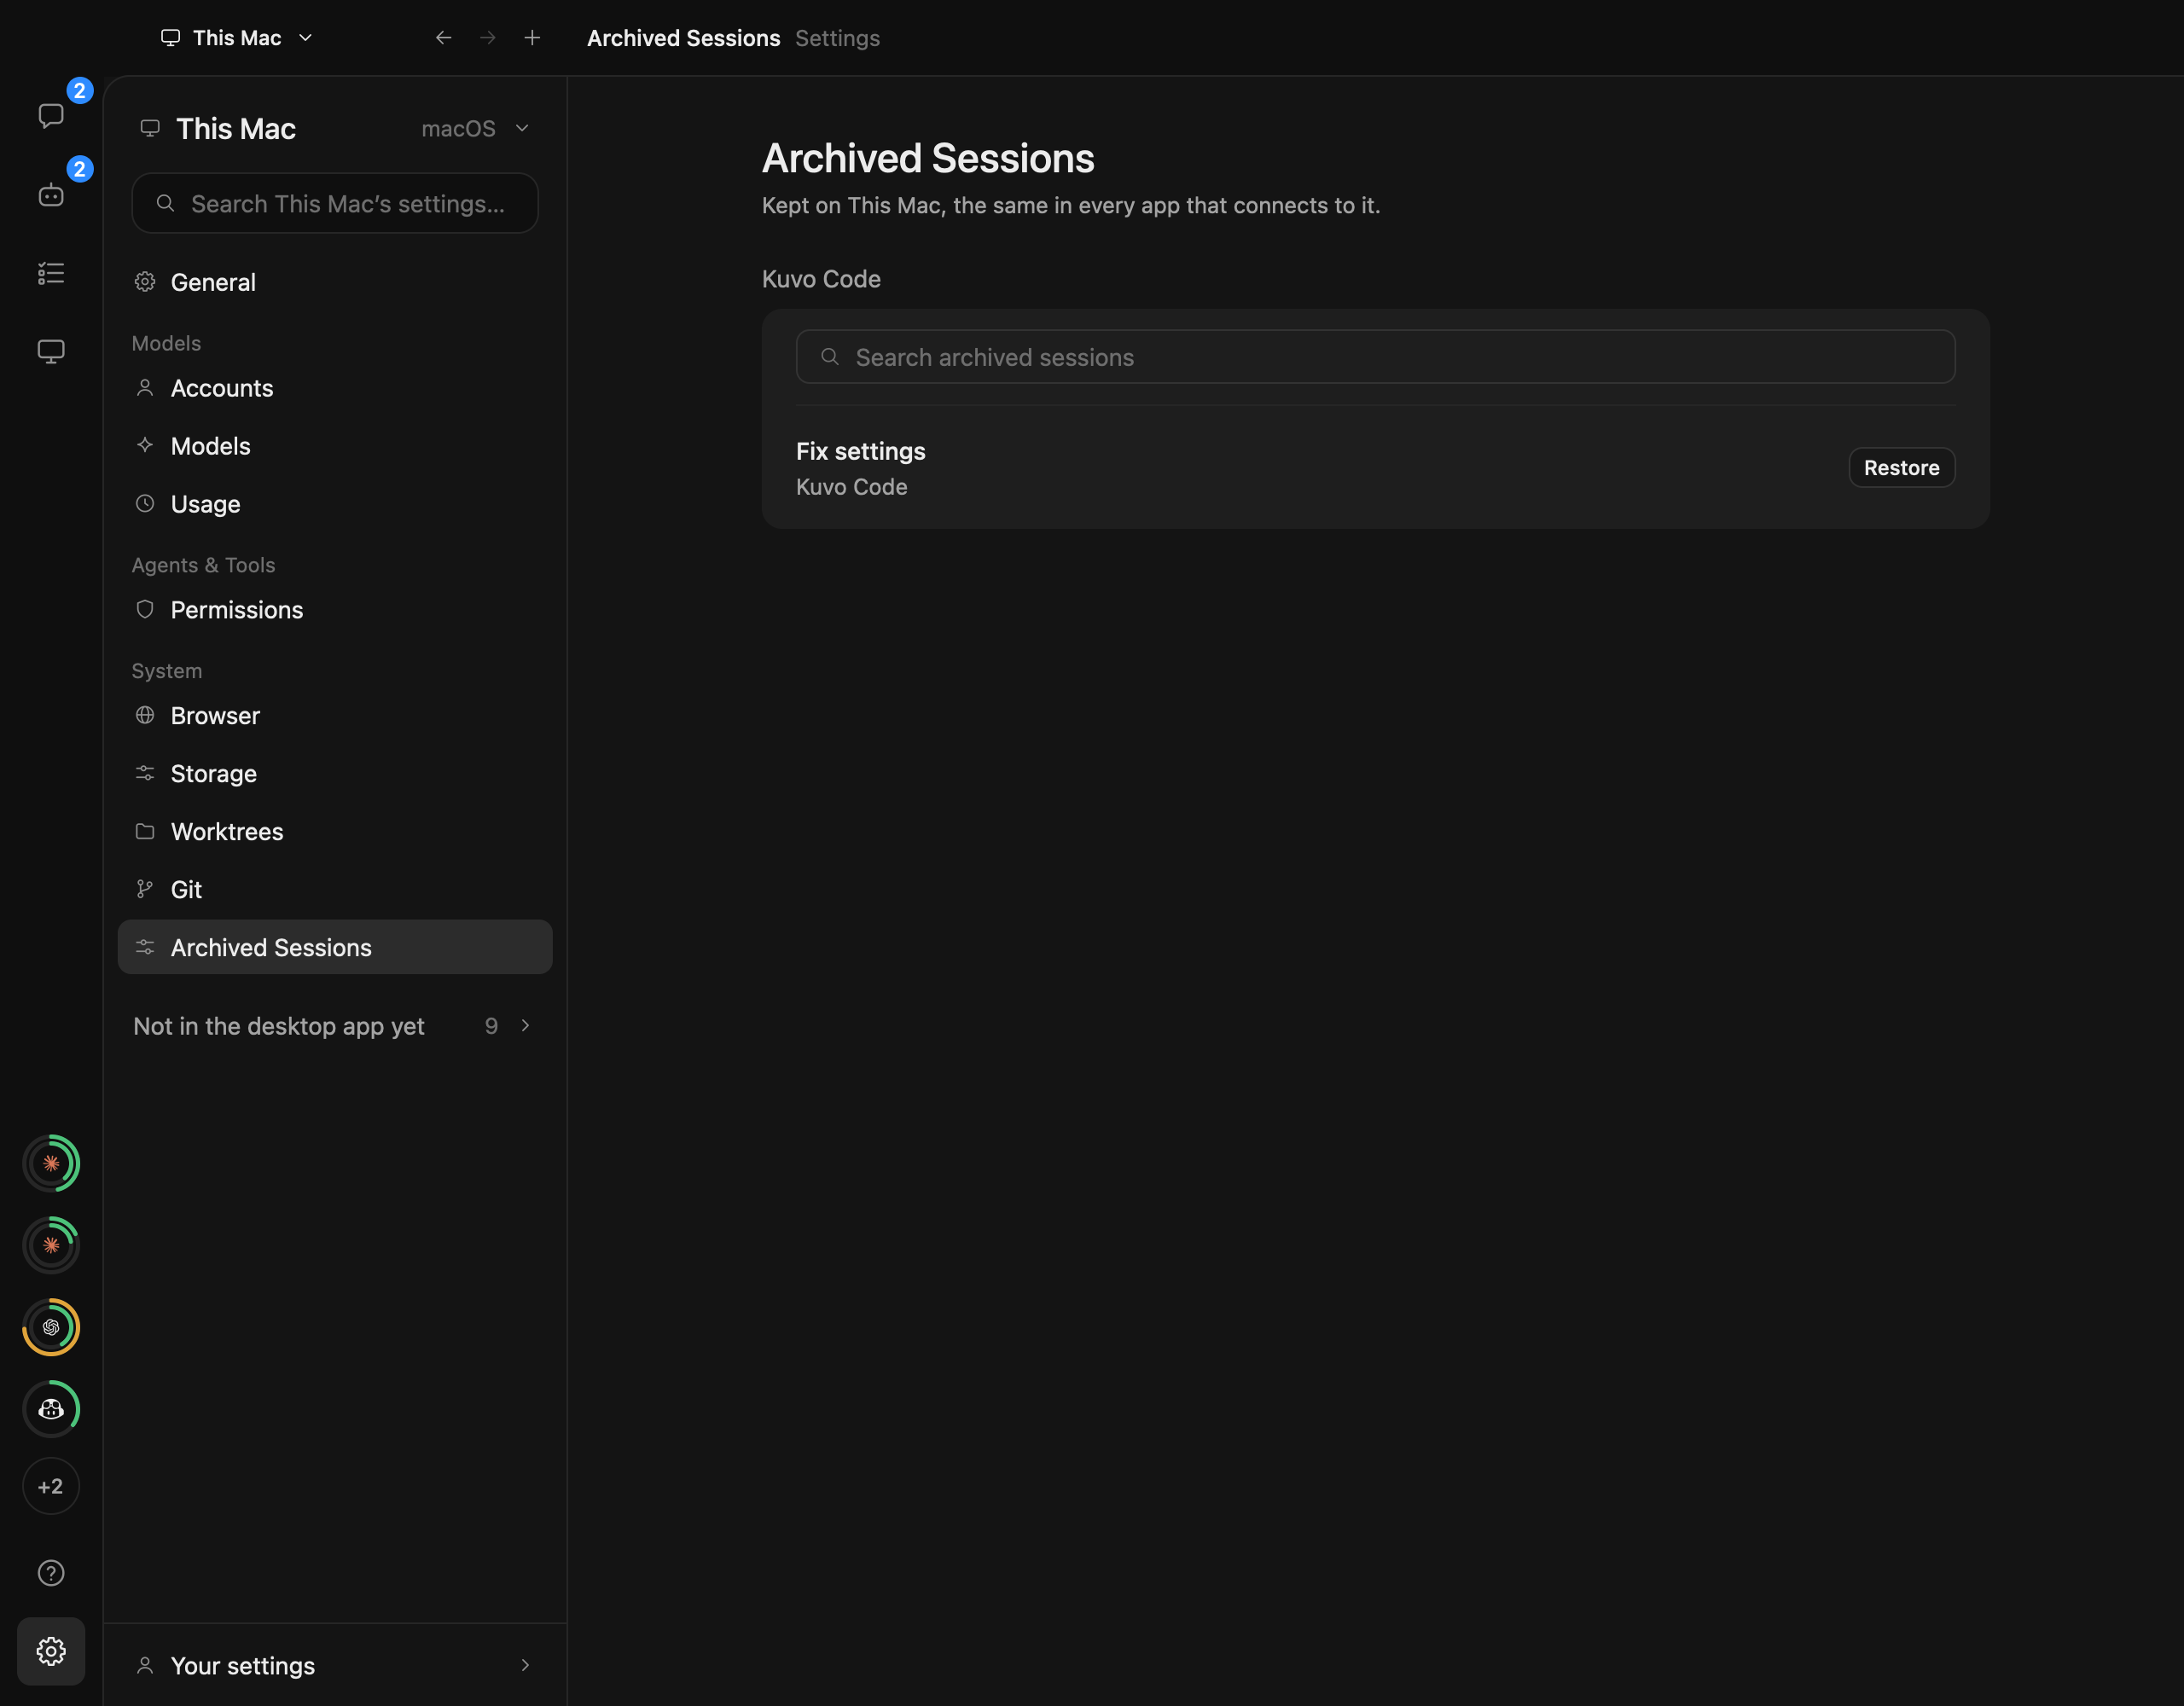 This Mac
Archived Sessions Settings
2
2
This Mac macOS
Search This Mac’s settings...
General
Models
Accounts
Models
Usage
Agents & Tools
Permissions
System
Browser
Storage
Worktrees
Git
Archived Sessions
Not in the desktop app yet 9
+2
Your settings
Archived Sessions
Kept on This Mac, the same in every app that connects to it.
Kuvo Code
Search archived sessions
Fix settings
Kuvo Code
Restore